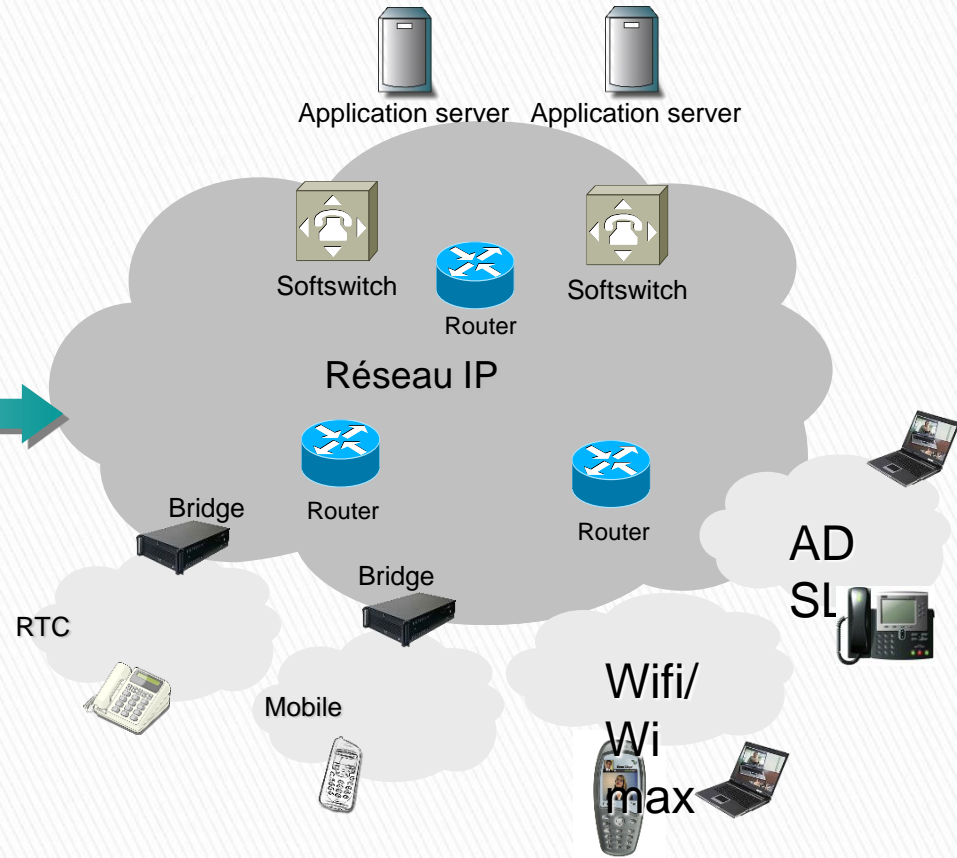 Application server
Application server
Softswitch
Softswitch
Router
Réseau IP
Bridge
Router
Router
Bridge
AD
SL
RTC
Mobile
Wifi/
Wi
max